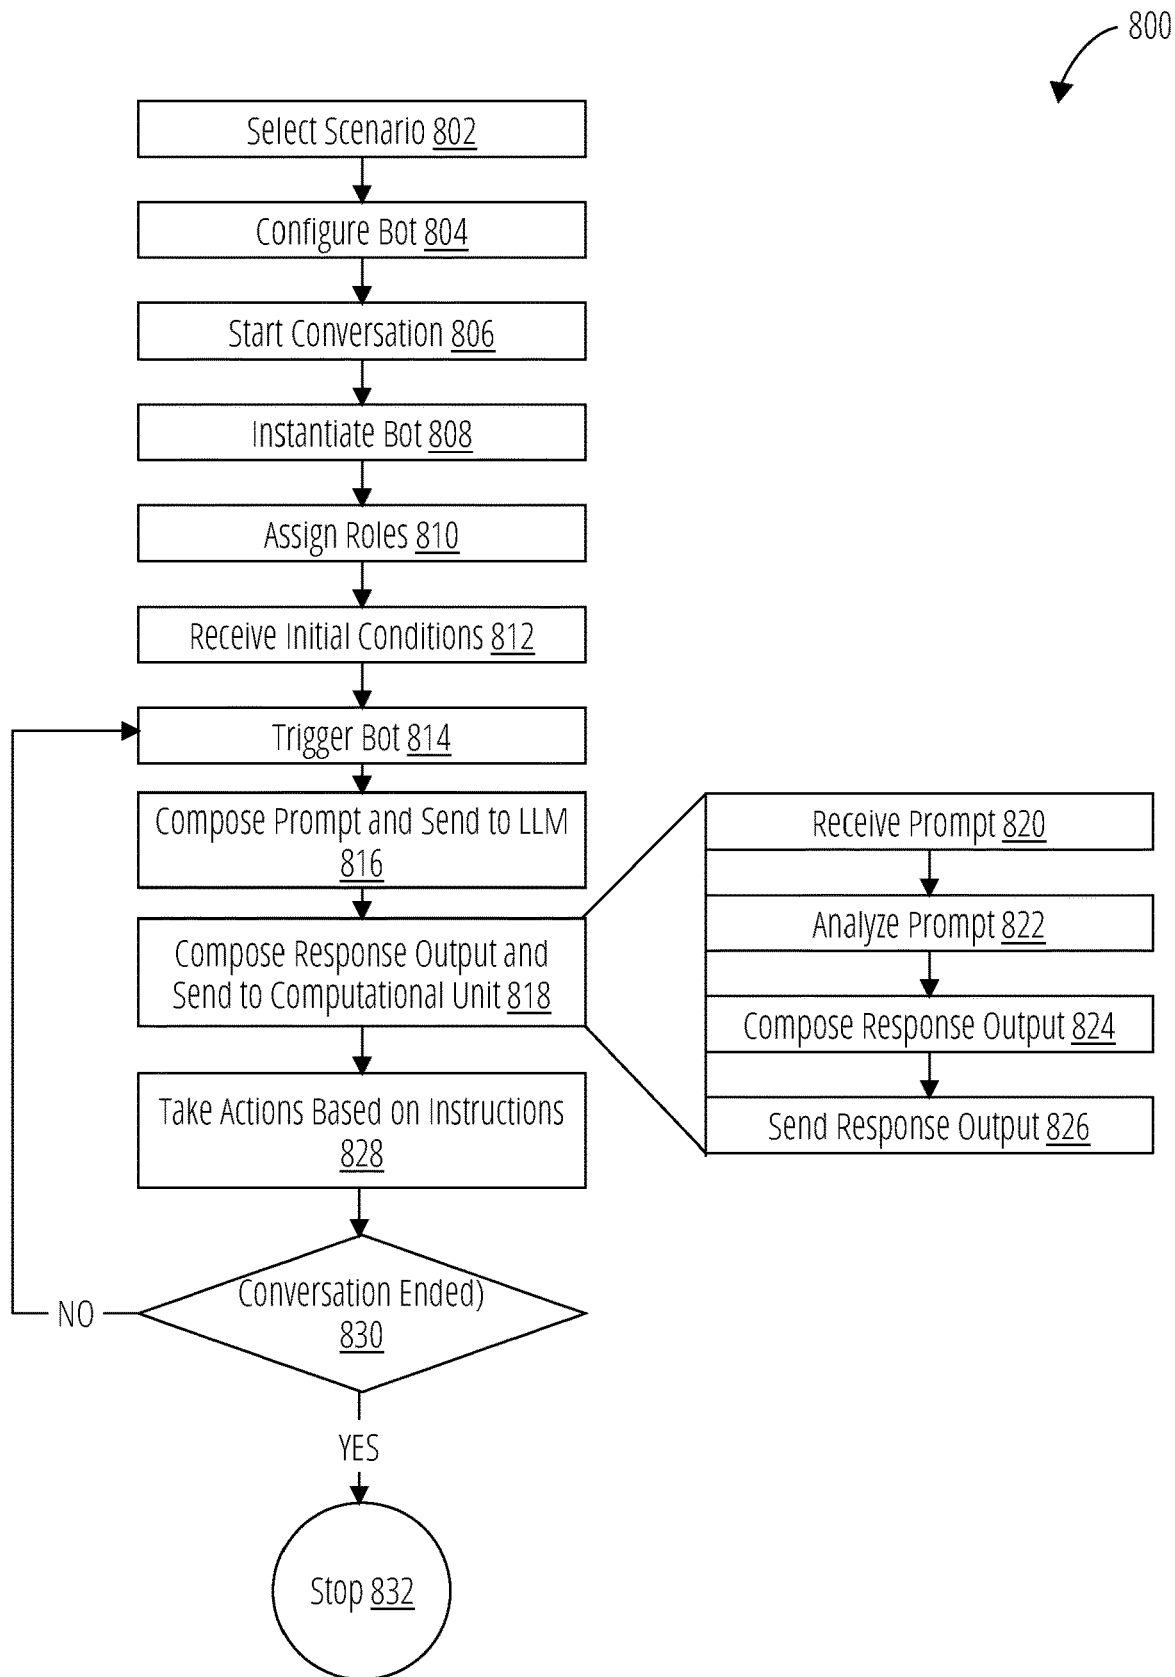 800
Select Scenario 802
Configure Bot 804
Start Conversation 806
Instantiate Bot 808
Assign Roles 810
Receive Initial Conditions 812
Trigger Bot 814
Compose Prompt and Send to LLM
816
Compose Response Output and
Send to Computational Unit 818
Receive Prompt 820
Analyze Prompt 822
Compose Response Output 824
Send Response Output 826
Take Actions Based on Instructions
828
Conversation Ended)
830
NO
YES
Stop 832